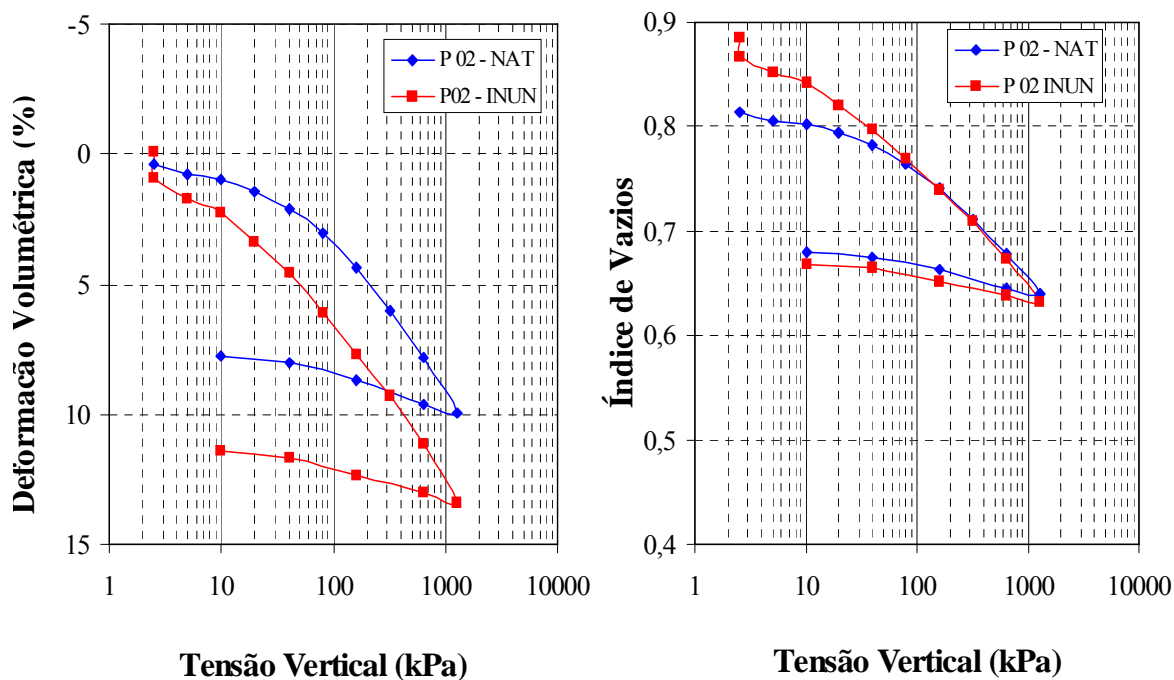 Deformação Volumétrica (%)
-5
0
5
10
15
P 02 - NAT
P02 - INUN
1 10 100 1000 10000
Tensão Vertical (kPa)
Índice de Vazios
0,9
0,8
0,7
0,6
0,5
0,4
P 02 - NAT
P 02 INUN
1 10 100 1000 10000
Tensão Vertical (kPa)